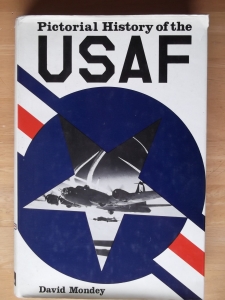 Pictorial History of the
USAF
David Mondey